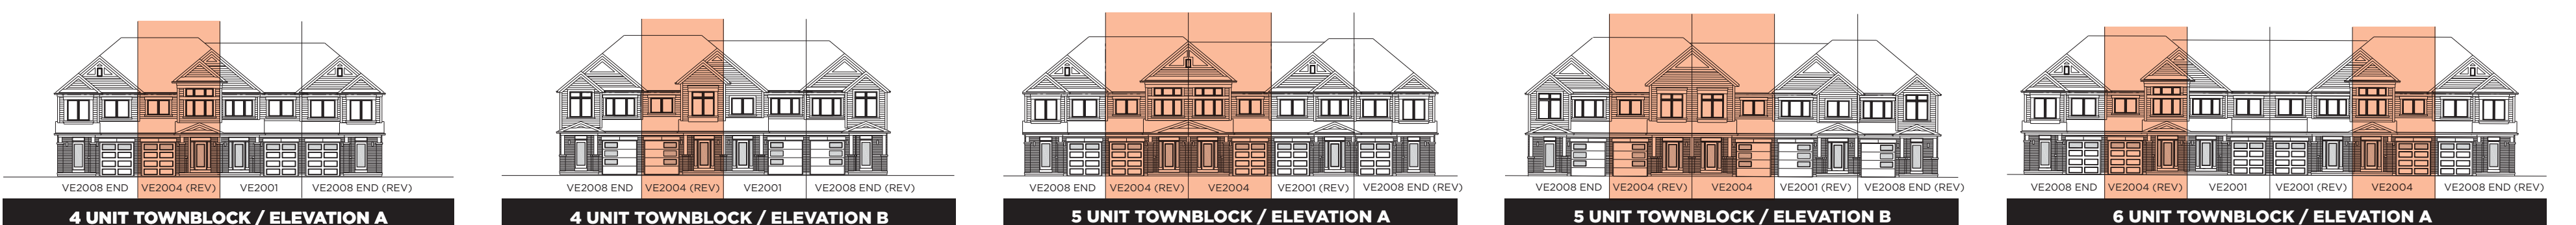 VE2008 END VE2004 (REV) VE2001 VE2008 END (REV)
4 UNIT TOWNBLOCK / ELEVATION A
VE2008 END VE2004 (REV) VE2001 VE2008 END (REV)
4 UNIT TOWNBLOCK / ELEVATION B
VE2008 END VE2004 (REV) VE2004 VE2001 (REV) VE2008 END (REV)
5 UNIT TOWNBLOCK / ELEVATION A
VE2008 END VE2004 (REV) VE2004 VE2001 (REV) VE2008 END (REV)
5 UNIT TOWNBLOCK / ELEVATION B
VE2008 END VE2004 (REV) VE2001 VE2001 (REV) VE2004 VE2008 END (REV)
6 UNIT TOWNBLOCK / ELEVATION A